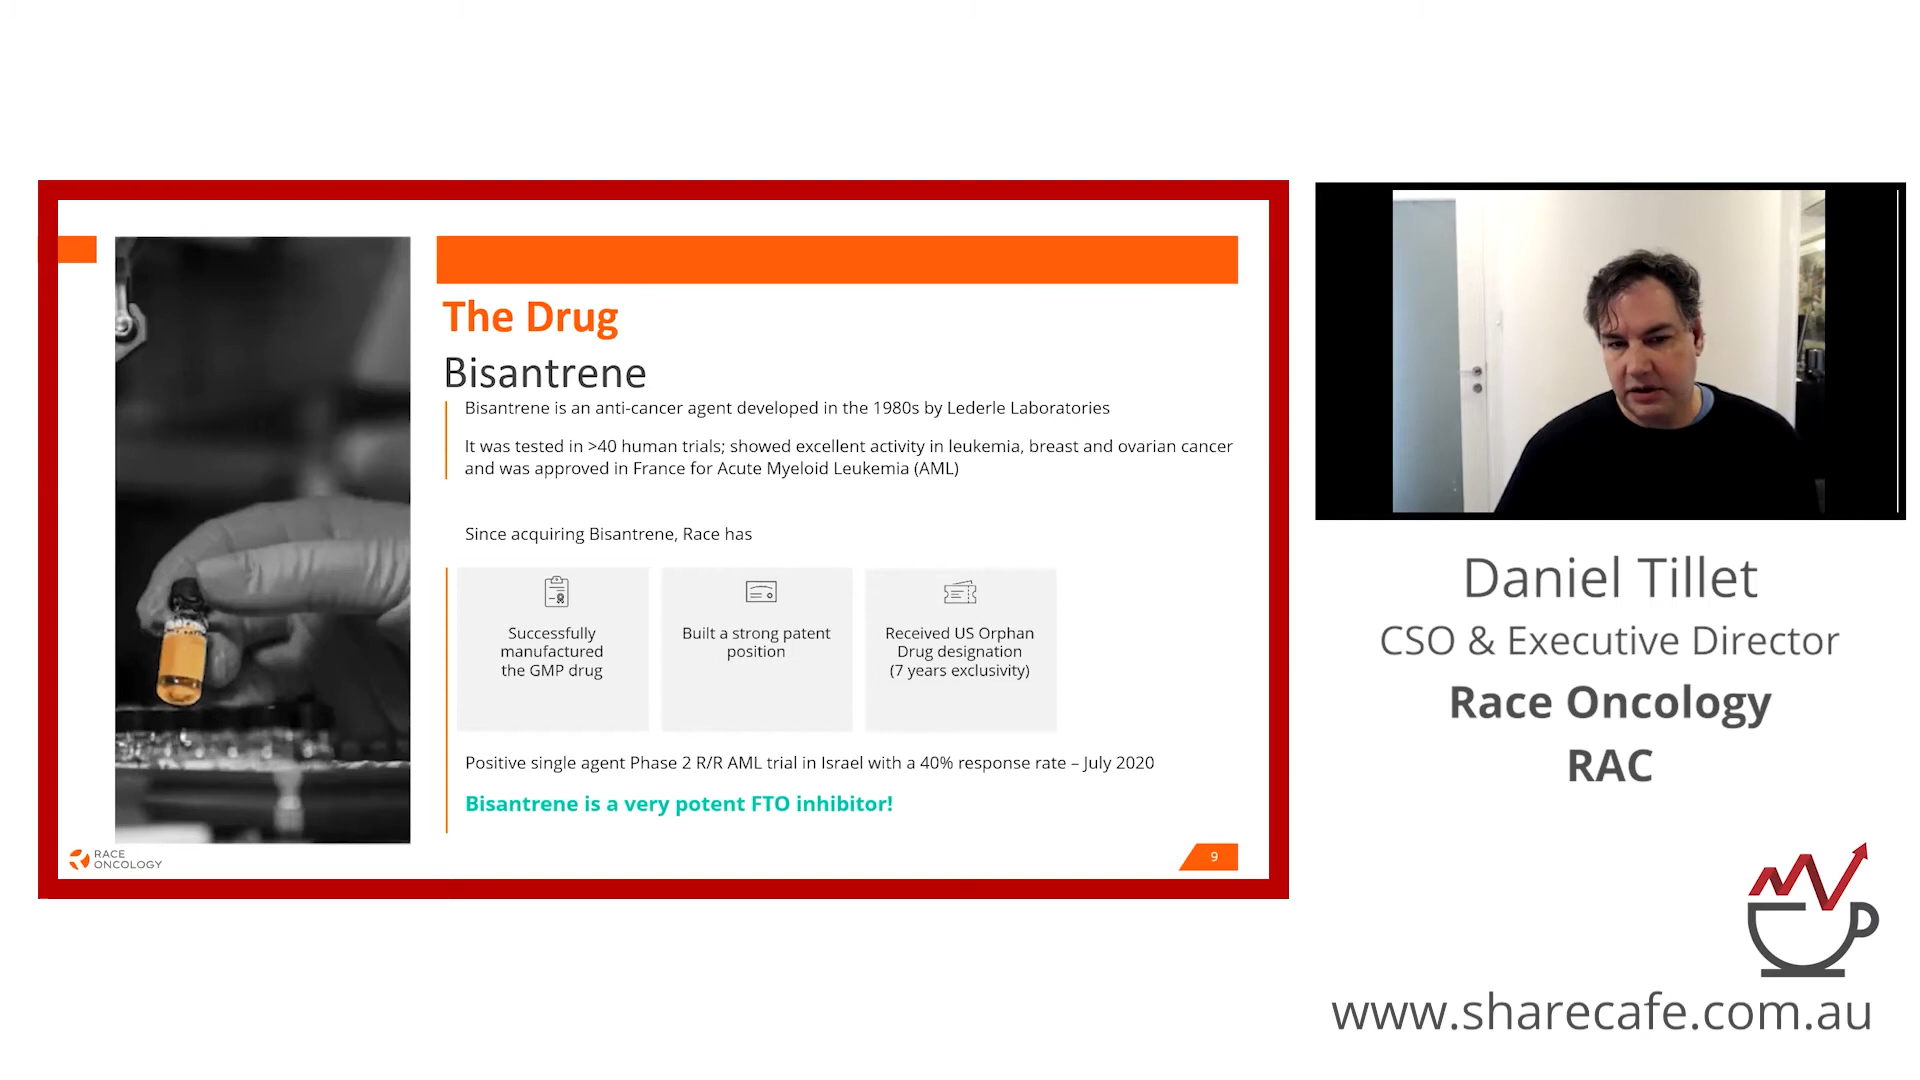 The Drug
Bisantrene
Bisantrene is an anti-cancer agent developed in the 1980s by Lederle Laboratories
It was tested in >40 human trials; showed excellent activity in leukemia, breast and ovarian cancer
and was approved in France for Acute Myeloid Leukemia (AML)
Since acquiring Bisantrene, Race has
Successfully
manufactured
the GMP drug
Built a strong patent
position
Received US Orphan
Drug designation
(7 years exclusivity)
Positive single agent Phase 2 R/R AML trial in Israel with a 40% response rate – July 2020
Bisantrene is a very potent FTO inhibitor!
RACE
ONCOLOGY
9
Daniel Tillet
CSO & Executive Director
Race Oncology
RAC
www.sharecafe.com.au